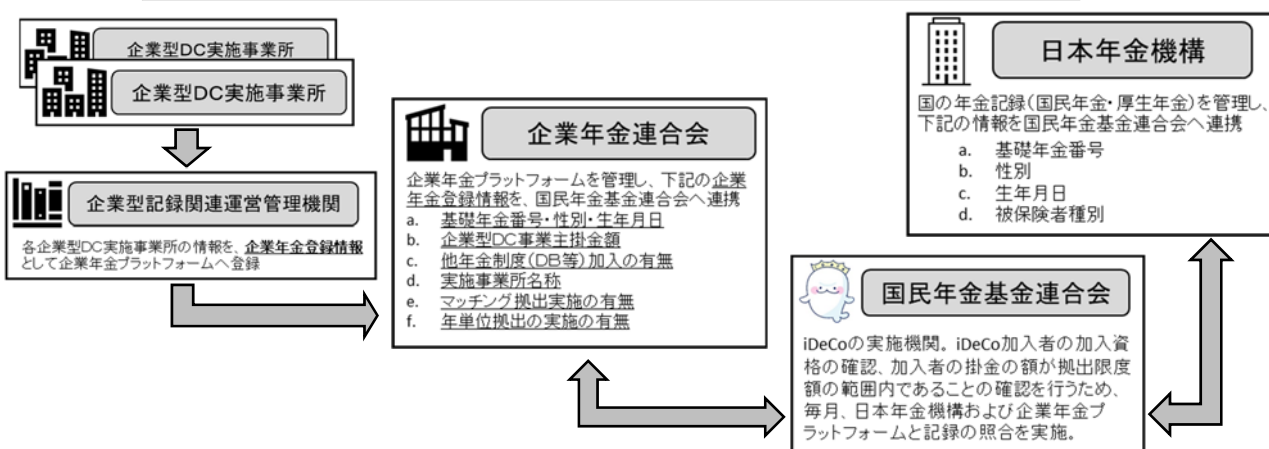 企業型DC実施事業所
企業型DC実施事業所
企業型記録関連運営管理機関
各企業型DC実施事業所の情報を、企業年金登録情報
として企業年金プラットフォームへ登録
企業年金連合会
企業年金プラットフォームを管理し、下記の企業
年金登録情報を、国民年金基金連合会へ連携
a. 基礎年金番号・性別・生年月日
b. 企業型DC事業主掛金額
c. 他年金制度(DB等)加入の有無
d. 実施事業所名称
e. マッチング拠出実施の有無
f. 年単位拠出の実施の有無
日本年金機構
国の年金記録(国民年金・厚生年金)を管理し、
下記の情報を国民年金基金連合会へ連携
a. 基礎年金番号
b. 性別
c. 生年月日
d. 被保険者種別
国民年金基金連合会
iDeCoの実施機関。iDeCo加入者の加入資
格の確認、加入者の掛金の額が拠出限度
額の範囲内であることの確認を行うため、
毎月、日本年金機構および企業年金プ
ラットフォームと記録の照合を実施。